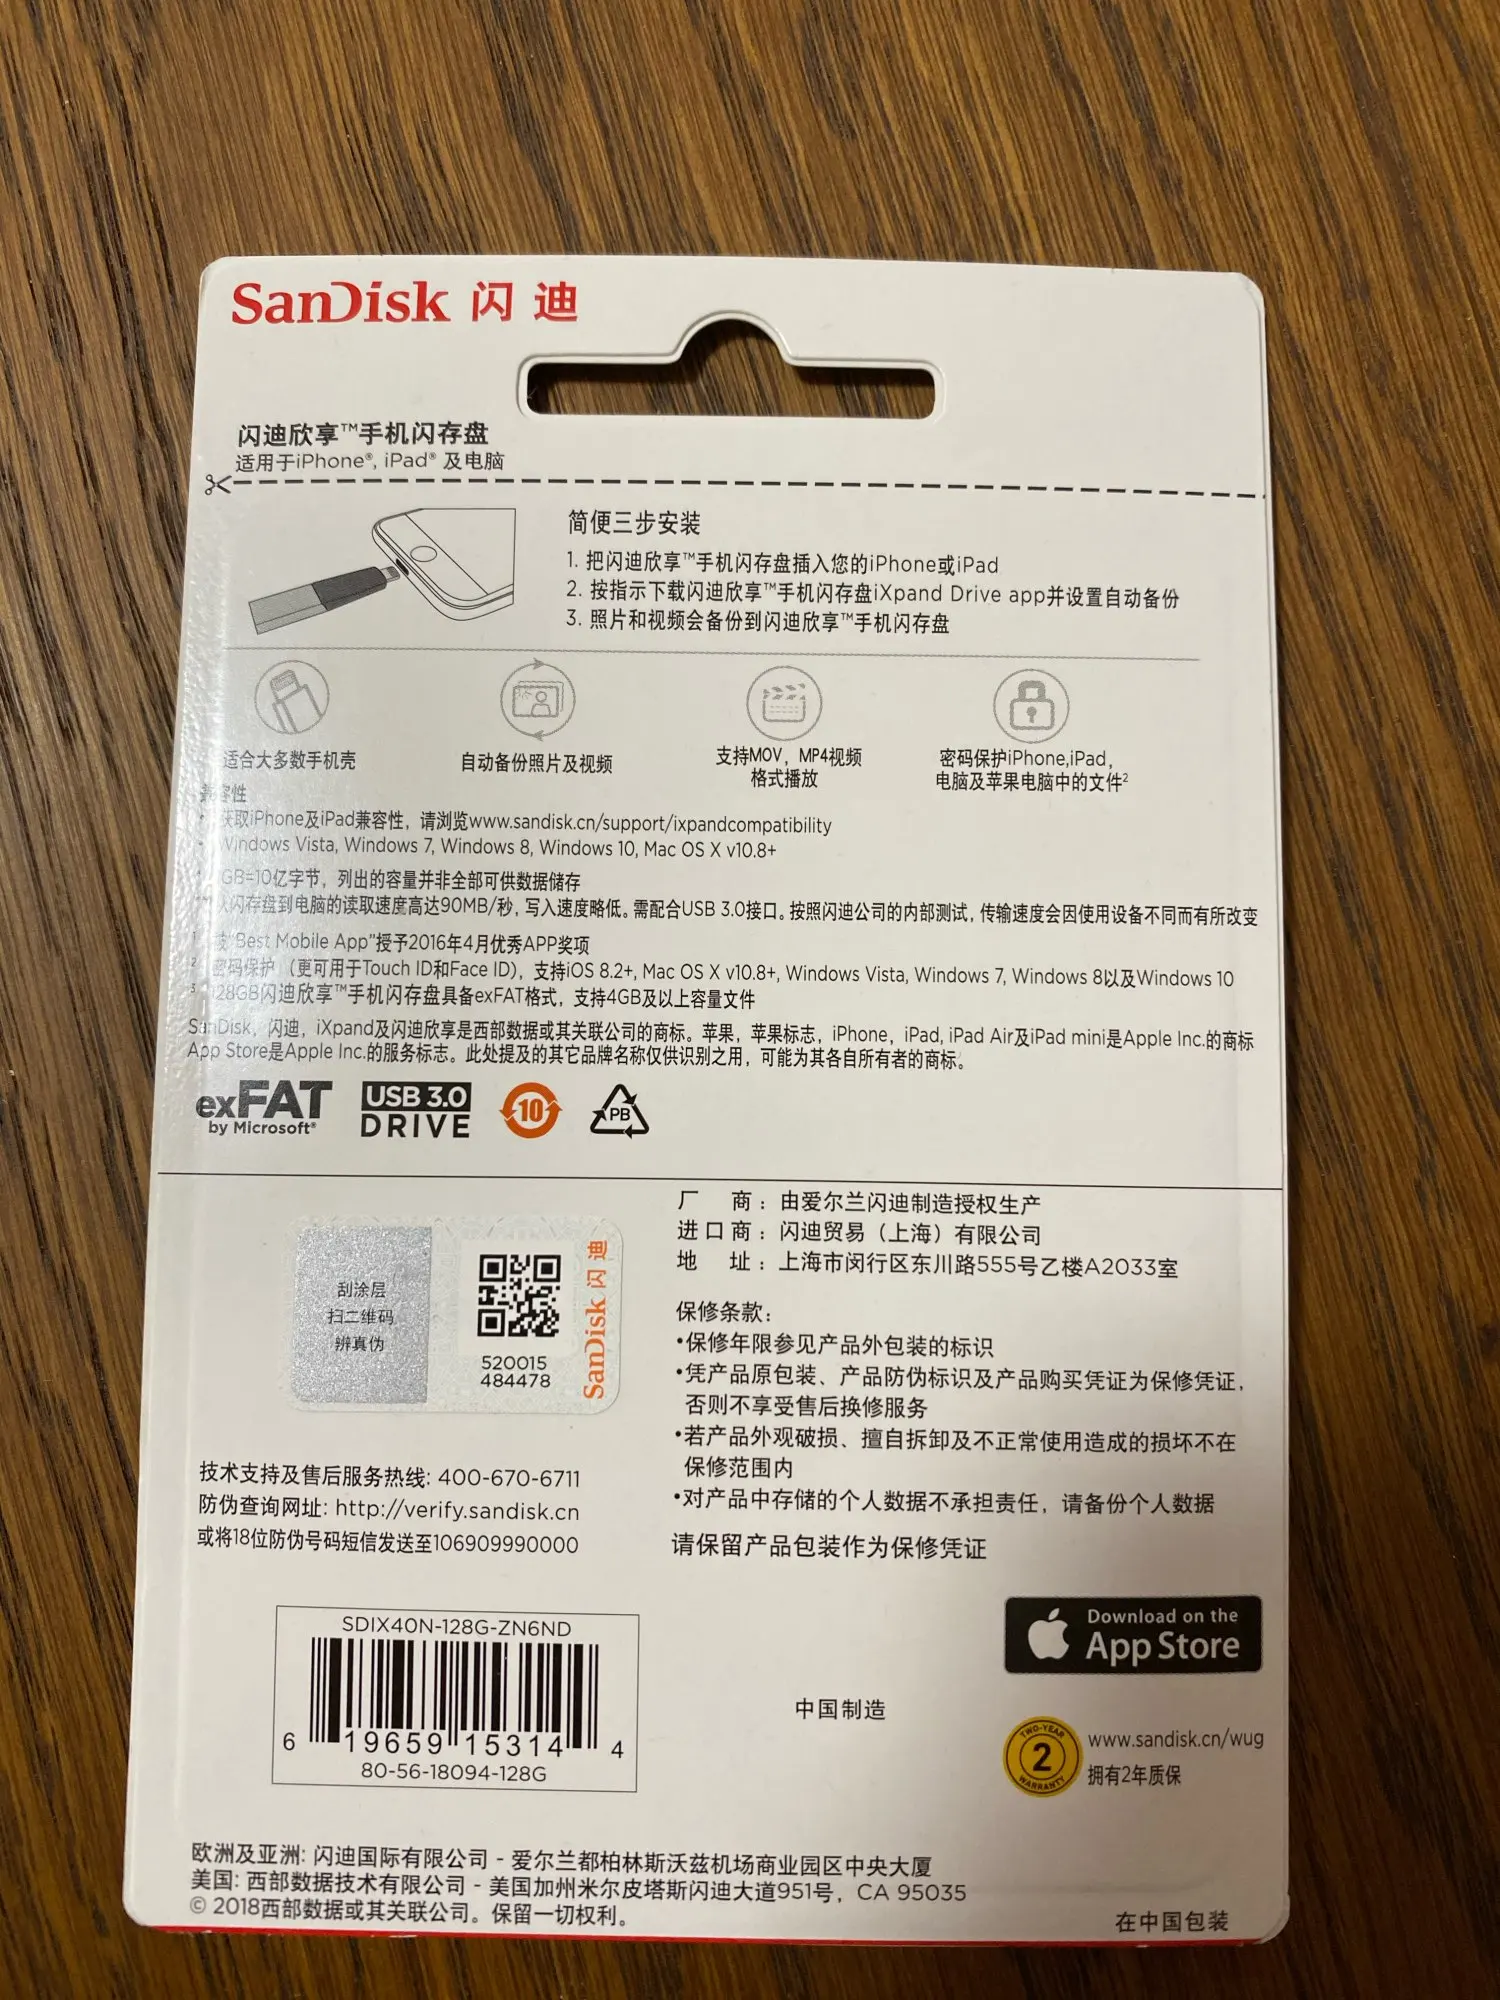 SanDisk 闪迪
闪迪欣享™手机闪存盘
适用于iPhone®, iPad® 及电脑
简便三步安装
1. 把闪迪欣享™手机闪存盘插入您的iPhone或iPad
2. 按指示下载闪迪欣享™手机闪存盘iXpand Drive app并设置自动备份
3. 照片和视频会备份到闪迪欣享™手机闪存盘
适合大多数手机壳
自动备份照片及视频
支持MOV，MP4视频
格式播放
密码保护iPhone,iPad,
电脑及苹果电脑中的文件²
兼容性
• 获取iPhone及iPad兼容性，请浏览www.sandisk.cn/support/ixpandcompatibility
• Windows Vista, Windows 7, Windows 8, Windows 10, Mac OS X v10.8+
GB=10亿字节，列出的容量并非全部可供数据储存
从闪存盘到电脑的读取速度高达90MB/秒, 写入速度略低。需配合USB 3.0接口。按照闪迪公司的内部测试, 传输速度会因使用设备不同而有所改变
¹ 被"Best Mobile App"授予2016年4月优秀APP奖项
² 密码保护 （更可用于Touch ID和Face ID），支持iOS 8.2+, Mac OS X v10.8+, Windows Vista, Windows 7, Windows 8以及Windows 10
³ 128GB闪迪欣享™手机闪存盘具备exFAT格式，支持4GB及以上容量文件
SanDisk，闪迪，iXpand及闪迪欣享是西部数据或其关联公司的商标。苹果，苹果标志，iPhone，iPad, iPad Air及iPad mini是Apple Inc.的商标
App Store是Apple Inc.的服务标志。此处提及的其它品牌名称仅供识别之用，可能为其各自所有者的商标。
exFAT
by Microsoft®
USB 3.0
DRIVE
10
PB
厂 商：由爱尔兰闪迪制造授权生产
进口商：闪迪贸易（上海）有限公司
地 址：上海市闵行区东川路555号乙楼A2033室
刮涂层
扫二维码
辨真伪
520015
484478
SanDisk 闪迪
保修条款：
•保修年限参见产品外包装的标识
•凭产品原包装、产品防伪标识及产品购买凭证为保修凭证，
否则不享受售后换修服务
•若产品外观破损、擅自拆卸及不正常使用造成的损坏不在
保修范围内
•对产品中存储的个人数据不承担责任，请备份个人数据
请保留产品包装作为保修凭证
技术支持及售后服务热线: 400-670-6711
防伪查询网址: http://verify.sandisk.cn
或将18位防伪号码短信发送至106909990000
SDIX40N-128G-ZN6ND
6 19659 15314 4
80-56-18094-128G
Download on the
App Store
中国制造
TWO-YEAR
2
WARRANTY
www.sandisk.cn/wug
拥有2年质保
欧洲及亚洲: 闪迪国际有限公司 - 爱尔兰都柏林斯沃兹机场商业园区中央大厦
美国: 西部数据技术有限公司 - 美国加州米尔皮塔斯闪迪大道951号，CA 95035
© 2018西部数据或其关联公司。保留一切权利。
在中国包装